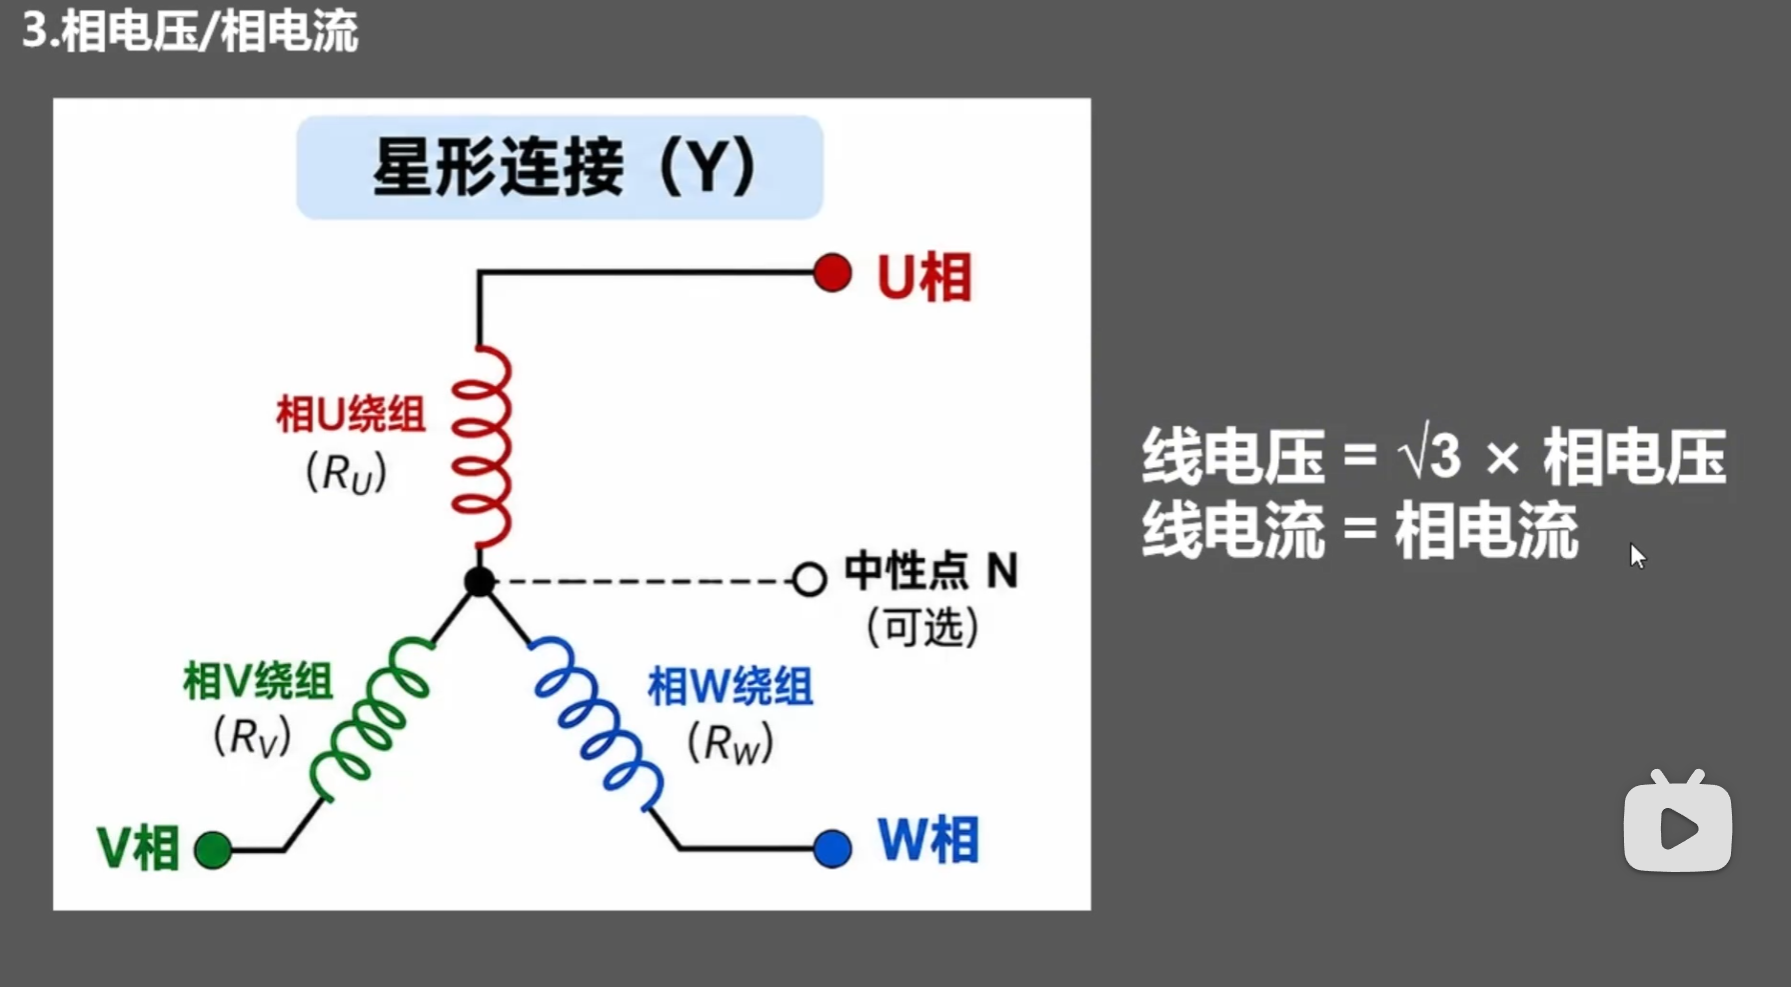 3.相电压/相电流
星形连接（Y）
U相
相U绕组
(R_U)
线电压 = √3 × 相电压
线电流 = 相电流
中性点 N
(可选)
相V绕组
(R_V)
相W绕组
(R_W)
V相
W相